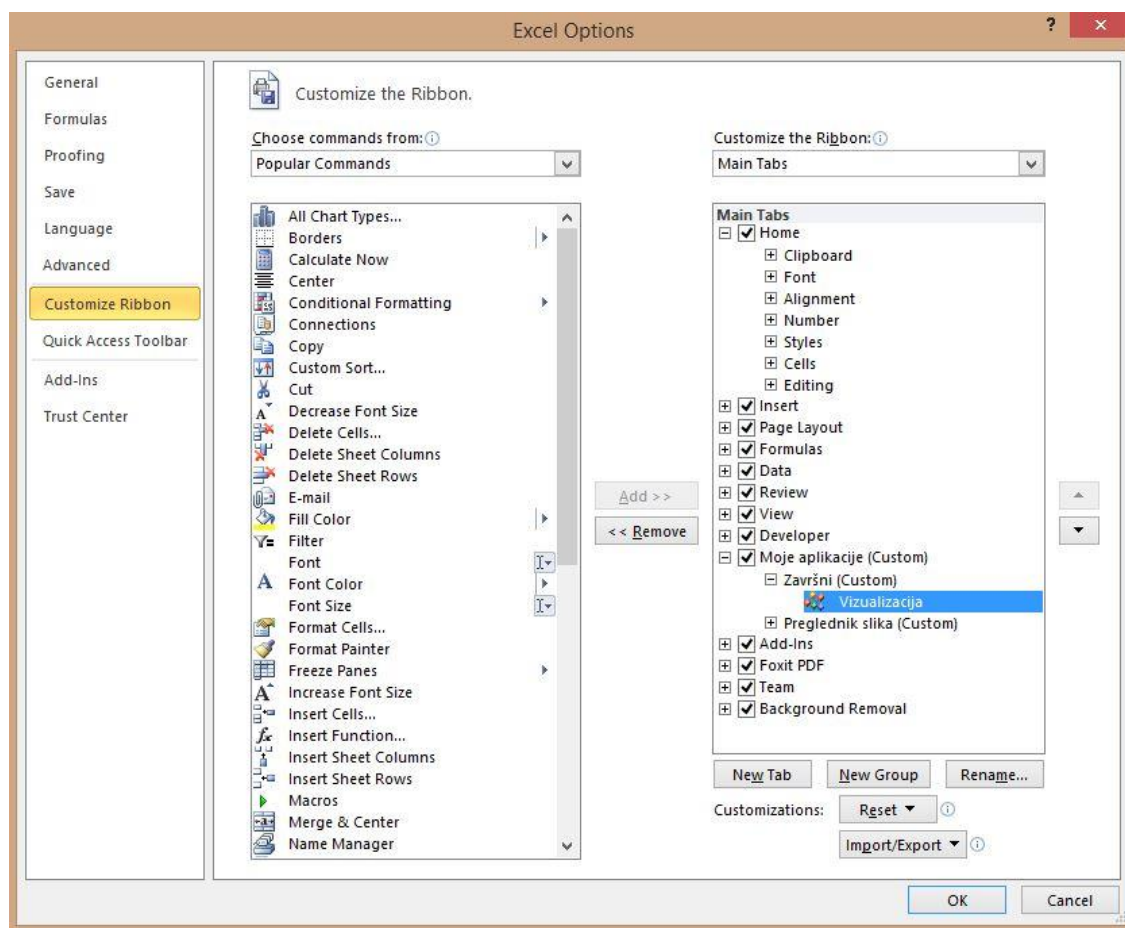 Excel Options
?
General
Formulas
Proofing
Save
Language
Advanced
Customize Ribbon
Quick Access Toolbar
Add-Ins
Trust Center
Customize the Ribbon.
Choose commands from:
Popular Commands
All Chart Types...
Borders
Calculate Now
Center
Conditional Formatting
Connections
Copy
Custom Sort...
Cut
Decrease Font Size
Delete Cells...
Delete Sheet Columns
Delete Sheet Rows
E-mail
Fill Color
Filter
Font
Font Color
Font Size
Format Cells...
Format Painter
Freeze Panes
Increase Font Size
Insert Cells...
Insert Function...
Insert Sheet Columns
Insert Sheet Rows
Macros
Merge & Center
Name Manager
Add >>
<< Remove
Customize the Ribbon:
Main Tabs
Main Tabs
Home
Clipboard
Font
Alignment
Number
Styles
Cells
Editing
Insert
Page Layout
Formulas
Data
Review
View
Developer
Moje aplikacije (Custom)
Završni (Custom)
Vizualizacija
Preglednik slika (Custom)
Add-Ins
Foxit PDF
Team
Background Removal
New Tab New Group Rename...
Customizations: Reset
Import/Export
OK Cancel